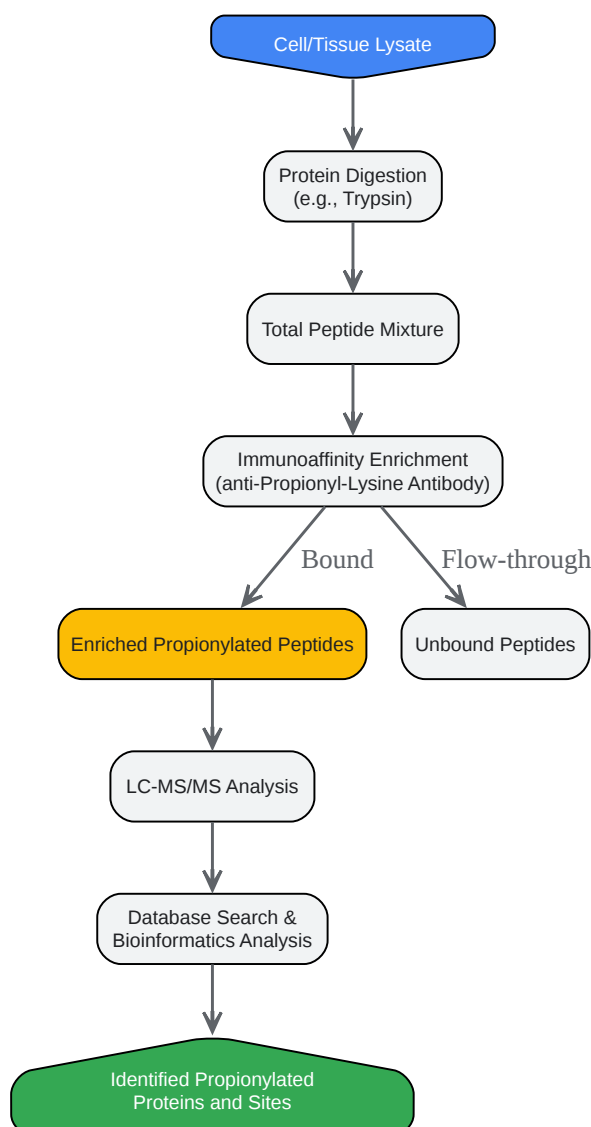 Cell/Tissue Lysate
Protein Digestion
(e.g., Trypsin)
Total Peptide Mixture
Immunoaffinity Enrichment
(anti-Propionyl-Lysine Antibody)
Bound
Flow-through
Enriched Propionylated Peptides
Unbound Peptides
LC-MS/MS Analysis
Database Search &
Bioinformatics Analysis
Identified Propionylated
Proteins and Sites